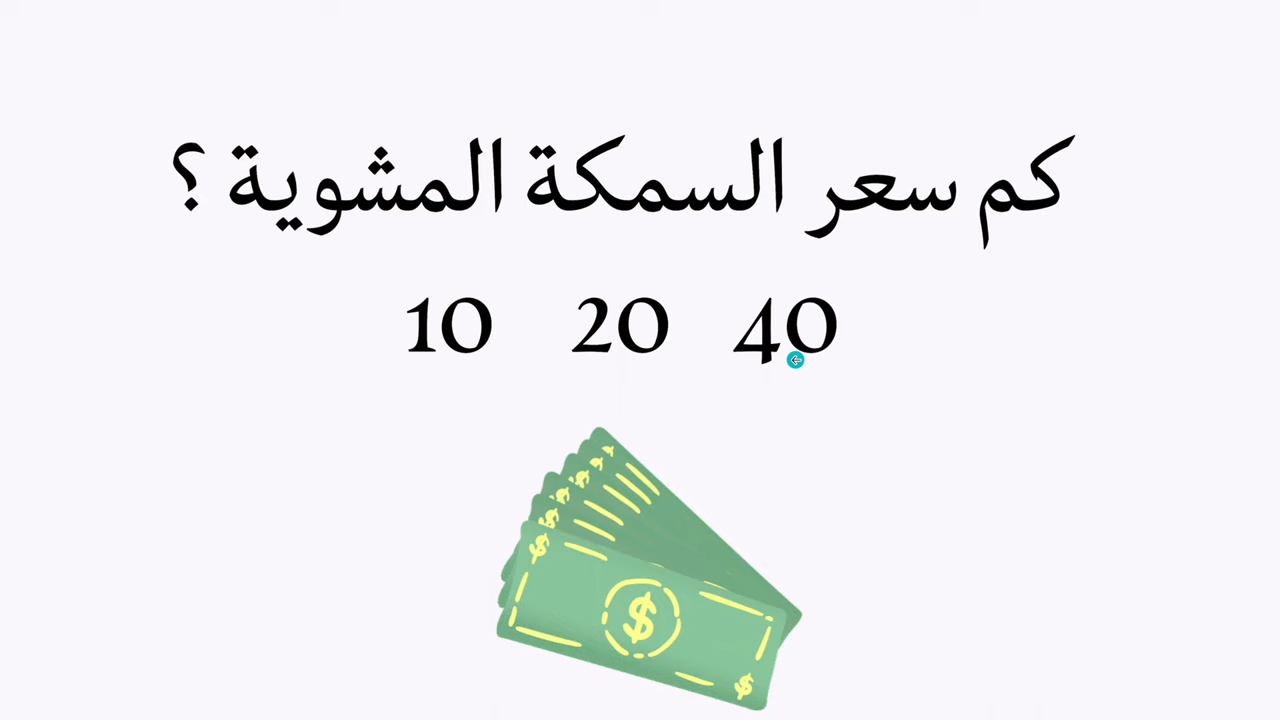 كم سعر السمكة المشوية ؟
10 20 40
$ $ $ $ $ $ $ $